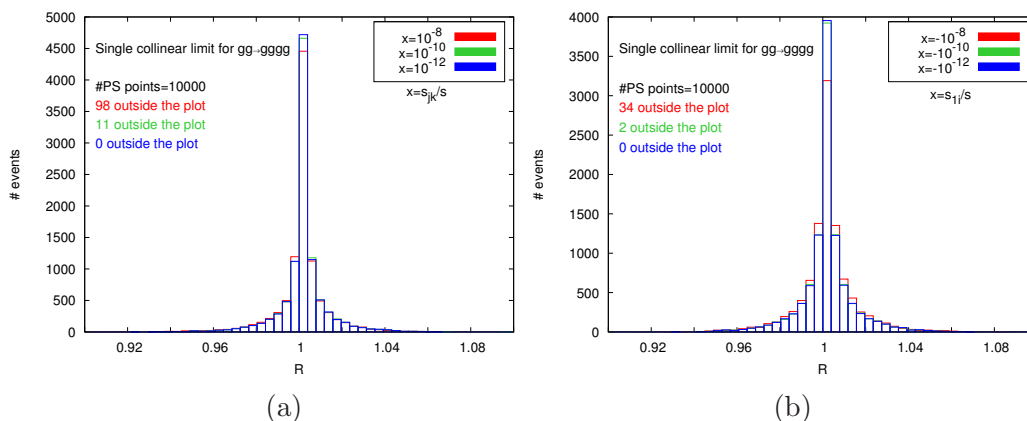 5000
4500
4000
3500
3000
2500
2000
1500
1000
500
0
# events
Single collinear limit for gg→gggg
#PS points=10000
98 outside the plot
11 outside the plot
0 outside the plot
x=10^-8
x=10^-10
x=10^-12
x=s_jk/s
0.92 0.96 1 1.04 1.08
R
(a)
4000
3500
3000
2500
2000
1500
1000
500
0
# events
Single collinear limit for gg→gggg
#PS points=10000
34 outside the plot
2 outside the plot
0 outside the plot
x=-10^-8
x=-10^-10
x=-10^-12
x=s_1i/s
0.92 0.96 1 1.04 1.08
R
(b)